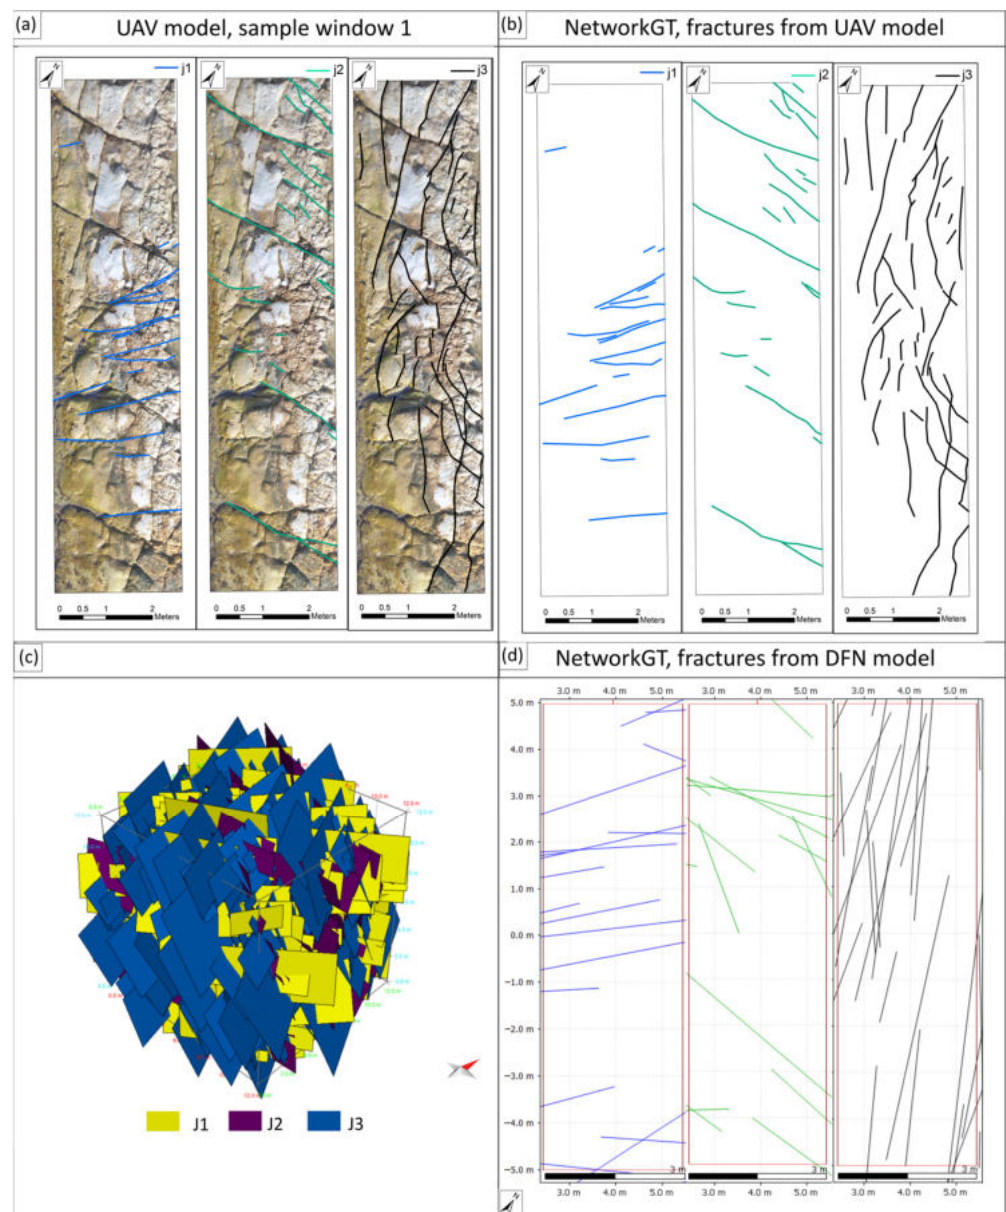 (a) UAV model, sample window 1
N j1 N j2 N j3
0 0.5 1 2 0 0.5 1 2 0 0.5 1 2
Meters Meters Meters
(b) NetworkGT, fractures from UAV model
N j1 N j2 N j3
0 0.5 1 2 0 0.5 1 2 0 0.5 1 2
Meters Meters Meters
(c)
J1 J2 J3
(d) NetworkGT, fractures from DFN model
3.0 m 4.0 m 5.0 m 3.0 m 4.0 m 5.0 m 3.0 m 4.0 m 5.0 m
5.0 m
4.0 m
3.0 m
2.0 m
1.0 m
0.0 m
-1.0 m
-2.0 m
-3.0 m
-4.0 m
-5.0 m
3 m 3 m 3 m
3.0 m 4.0 m 5.0 m 3.0 m 4.0 m 5.0 m 3.0 m 4.0 m 5.0 m
N